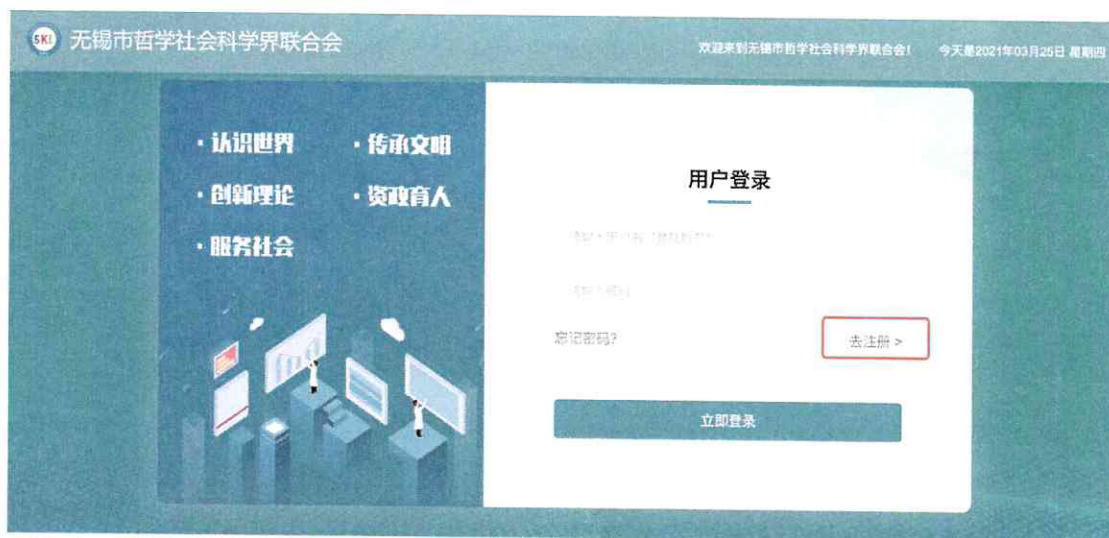 SKL 无锡市哲学社会科学界联合会
欢迎来到无锡市哲学社会科学界联合会! 今天是2021年03月25日 星期四
·认识世界 ·传承文明
·创新理论 ·资政育人
·服务社会
用户登录
忘记密码?
去注册 >
立即登录